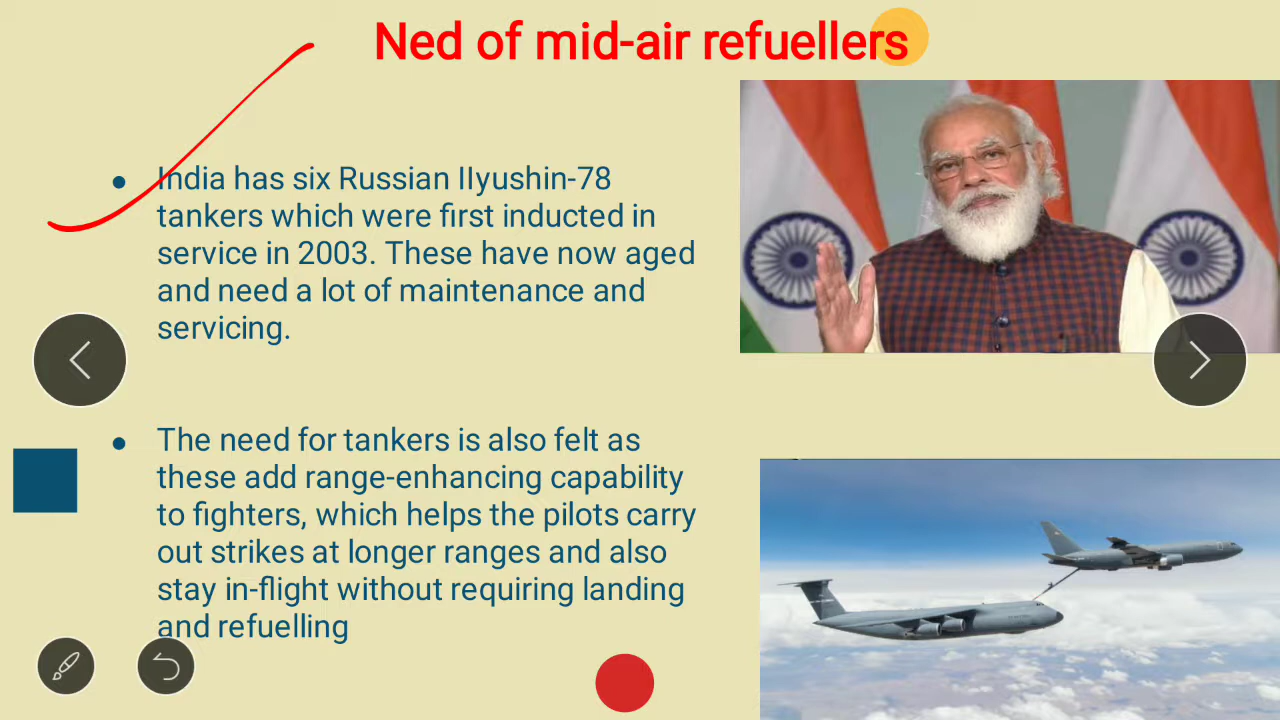 Ned of mid-air refuellers
India has six Russian IIyushin-78
tankers which were first inducted in
service in 2003. These have now aged
and need a lot of maintenance and
servicing.
The need for tankers is also felt as
these add range-enhancing capability
to fighters, which helps the pilots carry
out strikes at longer ranges and also
stay in-flight without requiring landing
and refuelling